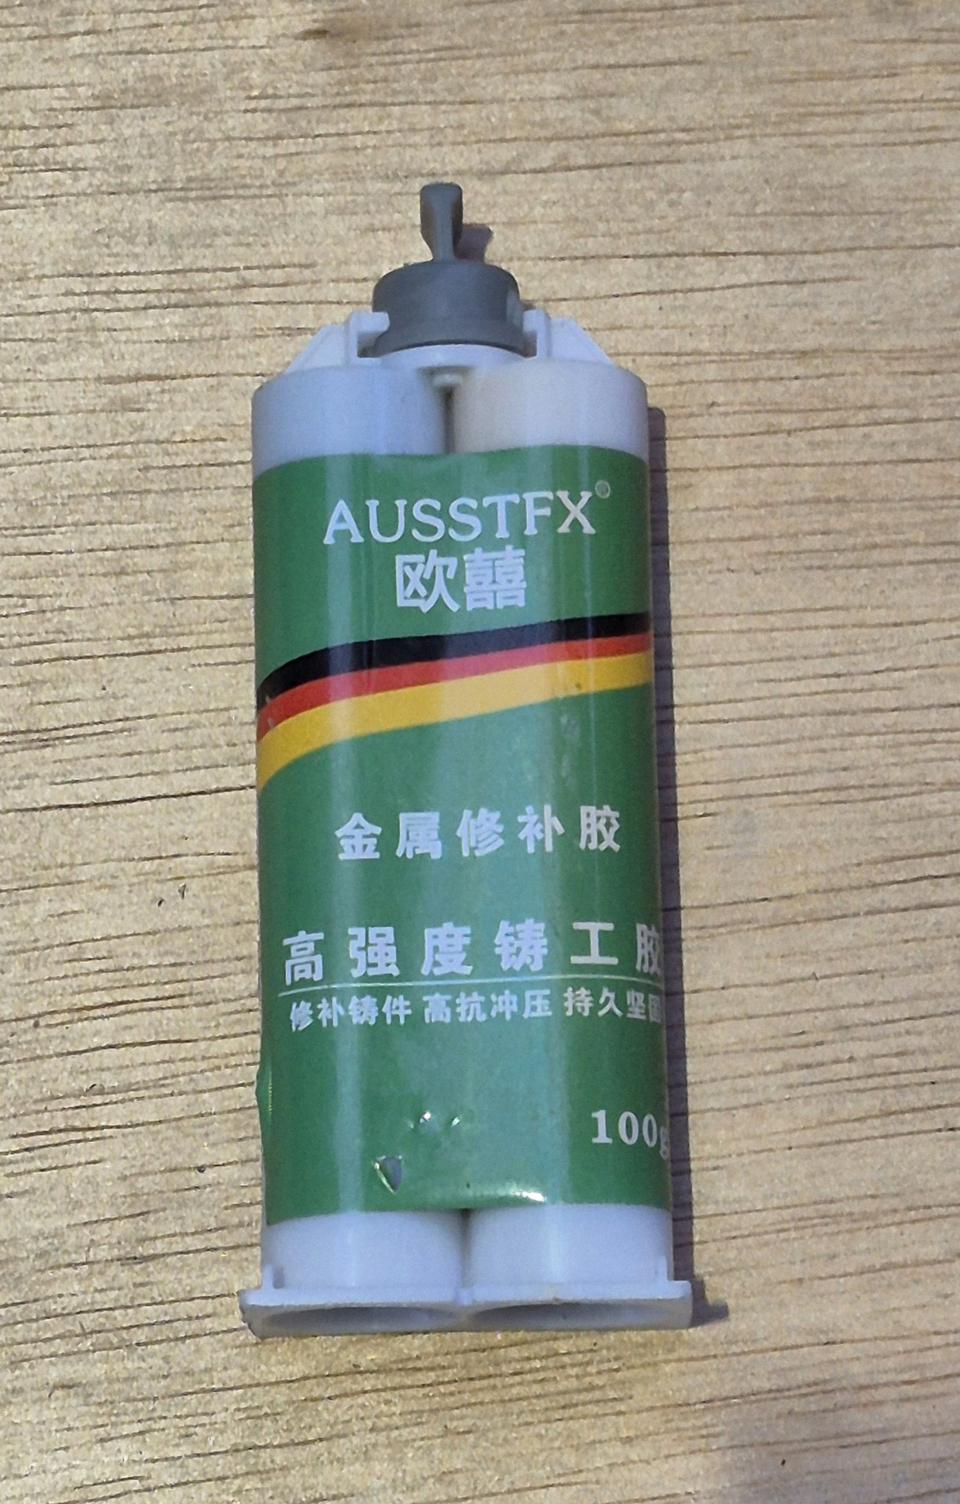 AUSSTFX®
欧囍
金属修补胶
高强度铸工胶
修补铸件 高抗冲压 持久坚固
100g